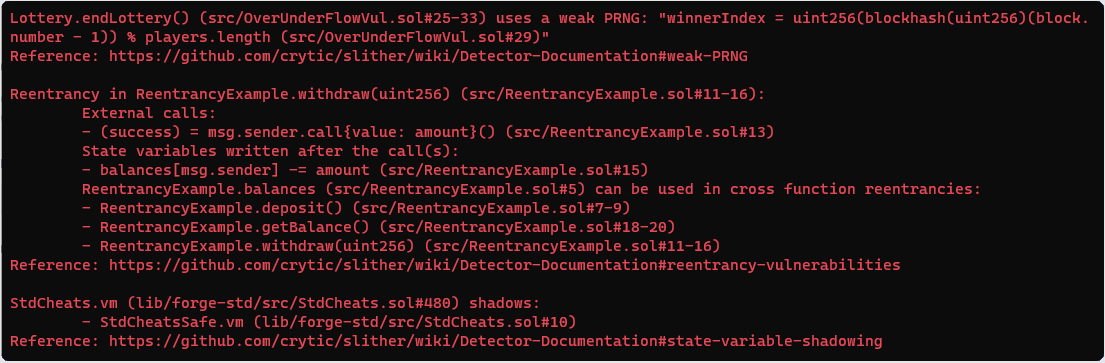 Lottery.endLottery() (src/OverUnderFlowVul.sol#25-33) uses a weak PRNG: "winnerIndex = uint256(blockhash(uint256)(block.
number - 1)) % players.length (src/OverUnderFlowVul.sol#29)"
Reference: https://github.com/crytic/slither/wiki/Detector-Documentation#weak-PRNG

Reentrancy in ReentrancyExample.withdraw(uint256) (src/ReentrancyExample.sol#11-16):
        External calls:
        - (success) = msg.sender.call{value: amount}() (src/ReentrancyExample.sol#13)
        State variables written after the call(s):
        - balances[msg.sender] -= amount (src/ReentrancyExample.sol#15)
        ReentrancyExample.balances (src/ReentrancyExample.sol#5) can be used in cross function reentrancies:
        - ReentrancyExample.deposit() (src/ReentrancyExample.sol#7-9)
        - ReentrancyExample.getBalance() (src/ReentrancyExample.sol#18-20)
        - ReentrancyExample.withdraw(uint256) (src/ReentrancyExample.sol#11-16)
Reference: https://github.com/crytic/slither/wiki/Detector-Documentation#reentrancy-vulnerabilities

StdCheats.vm (lib/forge-std/src/StdCheats.sol#480) shadows:
        - StdCheatsSafe.vm (lib/forge-std/src/StdCheats.sol#10)
Reference: https://github.com/crytic/slither/wiki/Detector-Documentation#state-variable-shadowing